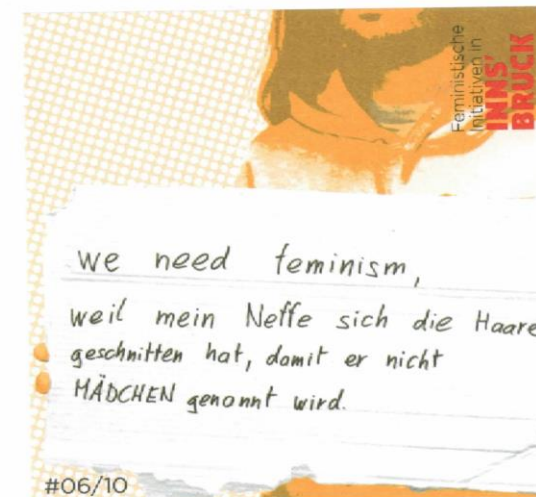 Feministische
Initiativen in
INNS'
BRUCK
we need feminism,
weil mein Neffe sich die Haare
geschnitten hat, damit er nicht
MÄDCHEN genannt wird.
#06/10